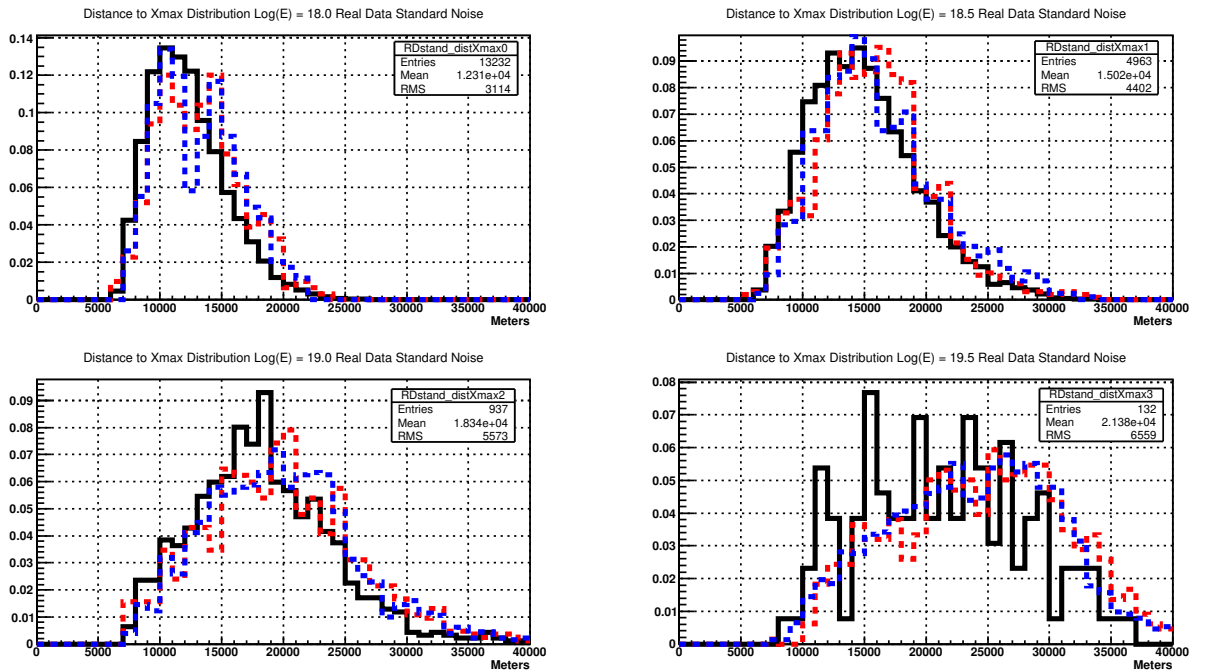 Distance to Xmax Distribution Log(E) = 18.0 Real Data Standard Noise
RDstand_distXmax0
Entries 13232
Mean 1.231e+04
RMS 3114
0.14
0.12
0.1
0.08
0.06
0.04
0.02
0
0 5000 10000 15000 20000 25000 30000 35000 40000
Meters
Distance to Xmax Distribution Log(E) = 18.5 Real Data Standard Noise
RDstand_distXmax1
Entries 4963
Mean 1.502e+04
RMS 4402
0.09
0.08
0.07
0.06
0.05
0.04
0.03
0.02
0.01
0
0 5000 10000 15000 20000 25000 30000 35000 40000
Meters
Distance to Xmax Distribution Log(E) = 19.0 Real Data Standard Noise
RDstand_distXmax2
Entries 937
Mean 1.834e+04
RMS 5573
0.09
0.08
0.07
0.06
0.05
0.04
0.03
0.02
0.01
0
0 5000 10000 15000 20000 25000 30000 35000 40000
Meters
Distance to Xmax Distribution Log(E) = 19.5 Real Data Standard Noise
RDstand_distXmax3
Entries 132
Mean 2.138e+04
RMS 6559
0.08
0.07
0.06
0.05
0.04
0.03
0.02
0.01
0
0 5000 10000 15000 20000 25000 30000 35000 40000
Meters